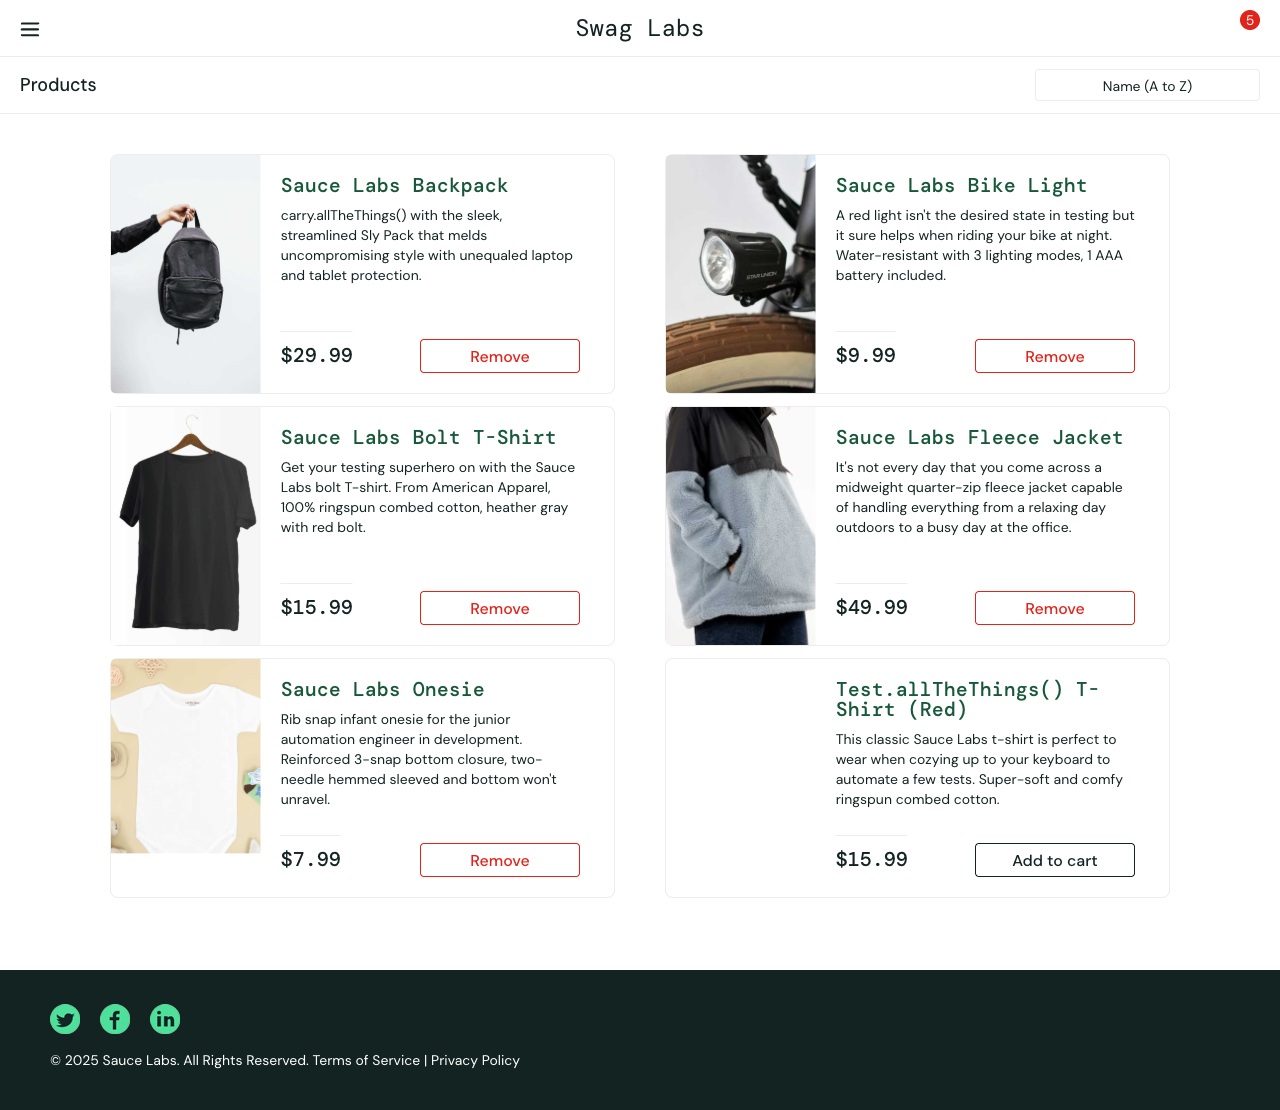 Swag Labs
5
Products
Name (A to Z)
Sauce Labs Backpack
carry.allTheThings() with the sleek,
streamlined Sly Pack that melds
uncompromising style with unequaled laptop
and tablet protection.
$29.99
Remove
Sauce Labs Bike Light
A red light isn't the desired state in testing but
it sure helps when riding your bike at night.
Water-resistant with 3 lighting modes, 1 AAA
battery included.
STAR UNION
$9.99
Remove
Sauce Labs Bolt T-Shirt
Get your testing superhero on with the Sauce
Labs bolt T-shirt. From American Apparel,
100% ringspun combed cotton, heather gray
with red bolt.
$15.99
Remove
Sauce Labs Fleece Jacket
It's not every day that you come across a
midweight quarter-zip fleece jacket capable
of handling everything from a relaxing day
outdoors to a busy day at the office.
$49.99
Remove
Sauce Labs Onesie
Rib snap infant onesie for the junior
automation engineer in development.
Reinforced 3-snap bottom closure, two-
needle hemmed sleeved and bottom won't
unravel.
$7.99
Remove
Test.allTheThings() T-
Shirt (Red)
This classic Sauce Labs t-shirt is perfect to
wear when cozying up to your keyboard to
automate a few tests. Super-soft and comfy
ringspun combed cotton.
$15.99
Add to cart
© 2025 Sauce Labs. All Rights Reserved. Terms of Service | Privacy Policy